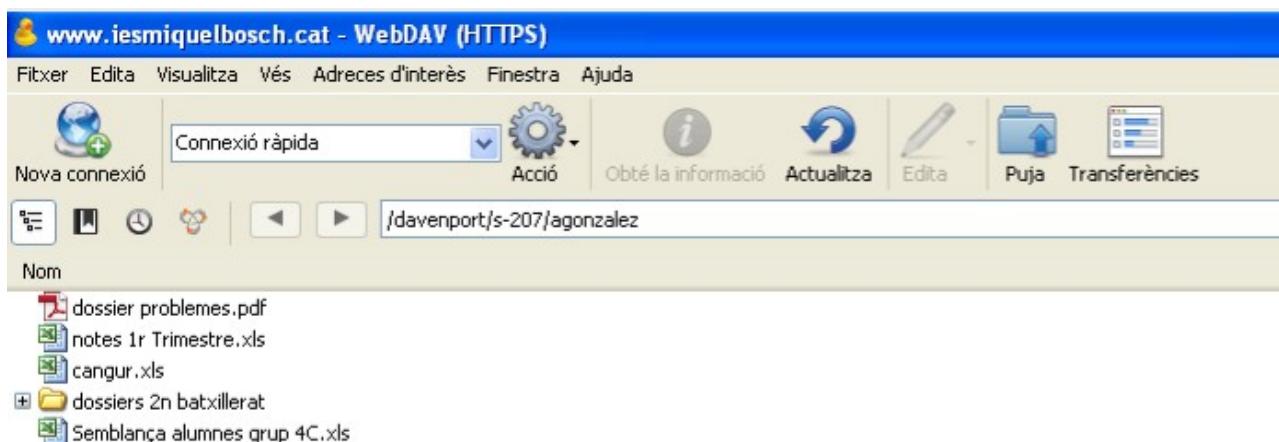 www.iesmiquelbosch.cat - WebDAV (HTTPS)
Fitxer Edita Visualitza Vés Adreces d'interès Finestra Ajuda
Connexió ràpida
Nova connexió Acció Obté la informació Actualitza Edita Puja Transferències
/davenport/s-207/agonzalez
Nom
dossier problemes.pdf
notes 1r Trimestre.xls
cangur.xls
dossiers 2n batxillerat
Semblança alumnes grup 4C.xls